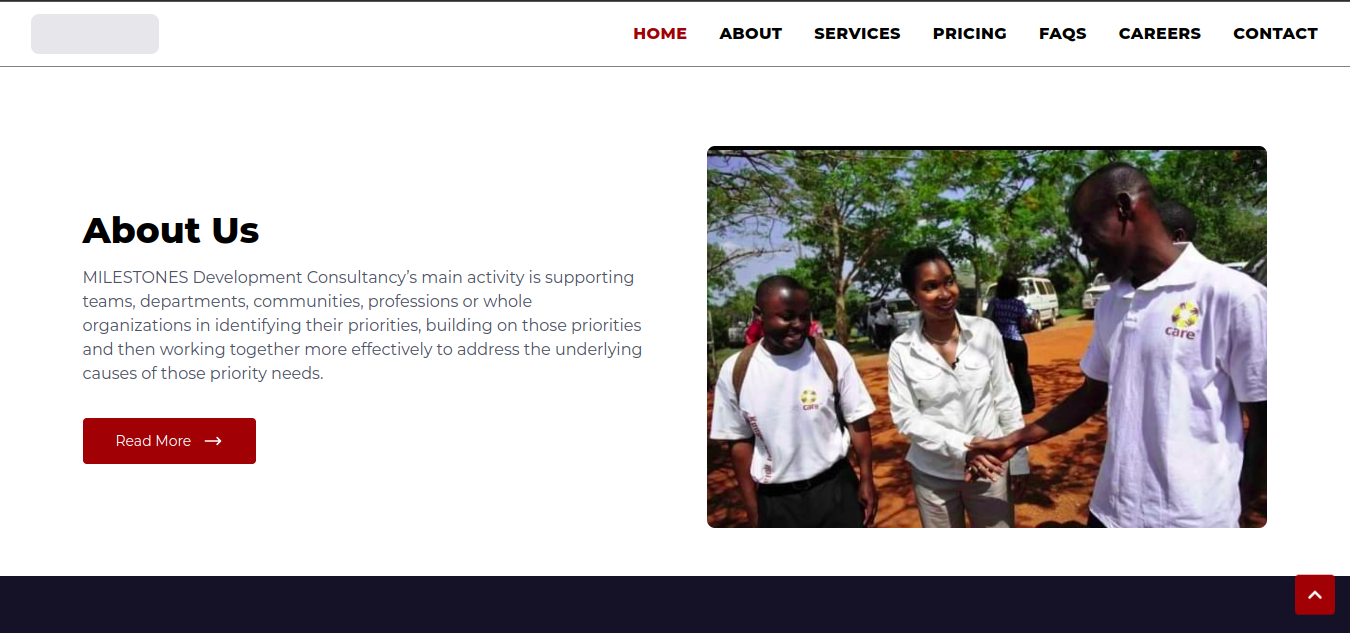 HOME ABOUT SERVICES PRICING FAQS CAREERS CONTACT
About Us
MILESTONES Development Consultancy’s main activity is supporting
teams, departments, communities, professions or whole
organizations in identifying their priorities, building on those priorities
and then working together more effectively to address the underlying
causes of those priority needs.
Read More
care
care